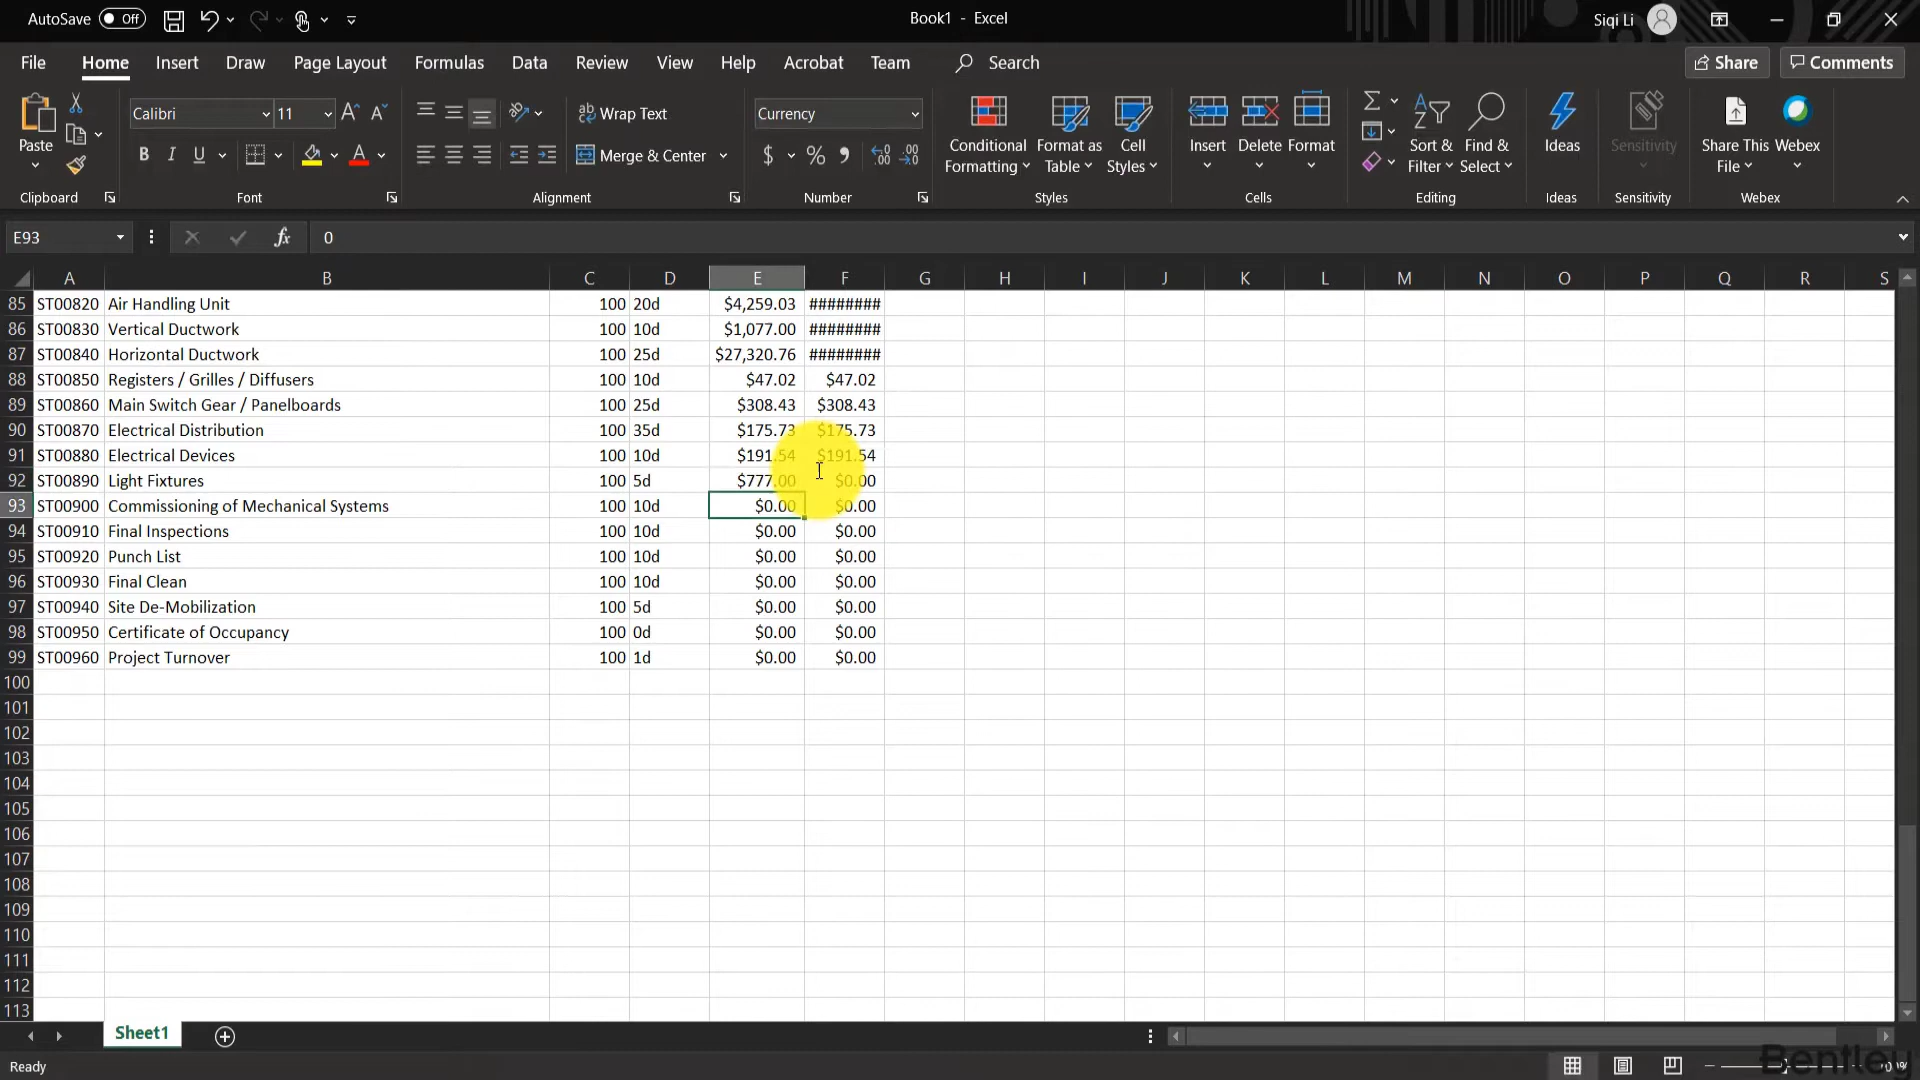 AutoSave Off Book1 - Excel Siqi Li
File Home Insert Draw Page Layout Formulas Data Review View Help Acrobat Team Search Share Comments
Calibri 11 Wrap Text Currency
Paste Merge & Center $ % Conditional Formatting Format as Table Cell Styles Insert Delete Format Sort & Filter Find & Select Ideas Sensitivity Share This File Webex
Clipboard Font Alignment Number Styles Cells Editing Ideas Sensitivity Webex
E93 fx 0
A B C D E F G H I J K L M N O P Q R S
85 ST00820 Air Handling Unit 100 20d $4,259.03 ########
86 ST00830 Vertical Ductwork 100 10d $1,077.00 ########
87 ST00840 Horizontal Ductwork 100 25d $27,320.76 ########
88 ST00850 Registers / Grilles / Diffusers 100 10d $47.02 $47.02
89 ST00860 Main Switch Gear / Panelboards 100 25d $308.43 $308.43
90 ST00870 Electrical Distribution 100 35d $175.73 $175.73
91 ST00880 Electrical Devices 100 10d $191.54 $191.54
92 ST00890 Light Fixtures 100 5d $777.00 $0.00
93 ST00900 Commissioning of Mechanical Systems 100 10d $0.00 $0.00
94 ST00910 Final Inspections 100 10d $0.00 $0.00
95 ST00920 Punch List 100 10d $0.00 $0.00
96 ST00930 Final Clean 100 10d $0.00 $0.00
97 ST00940 Site De-Mobilization 100 5d $0.00 $0.00
98 ST00950 Certificate of Occupancy 100 0d $0.00 $0.00
99 ST00960 Project Turnover 100 1d $0.00 $0.00
100
101
102
103
104
105
106
107
108
109
110
111
112
113
Sheet1
Ready Bentley